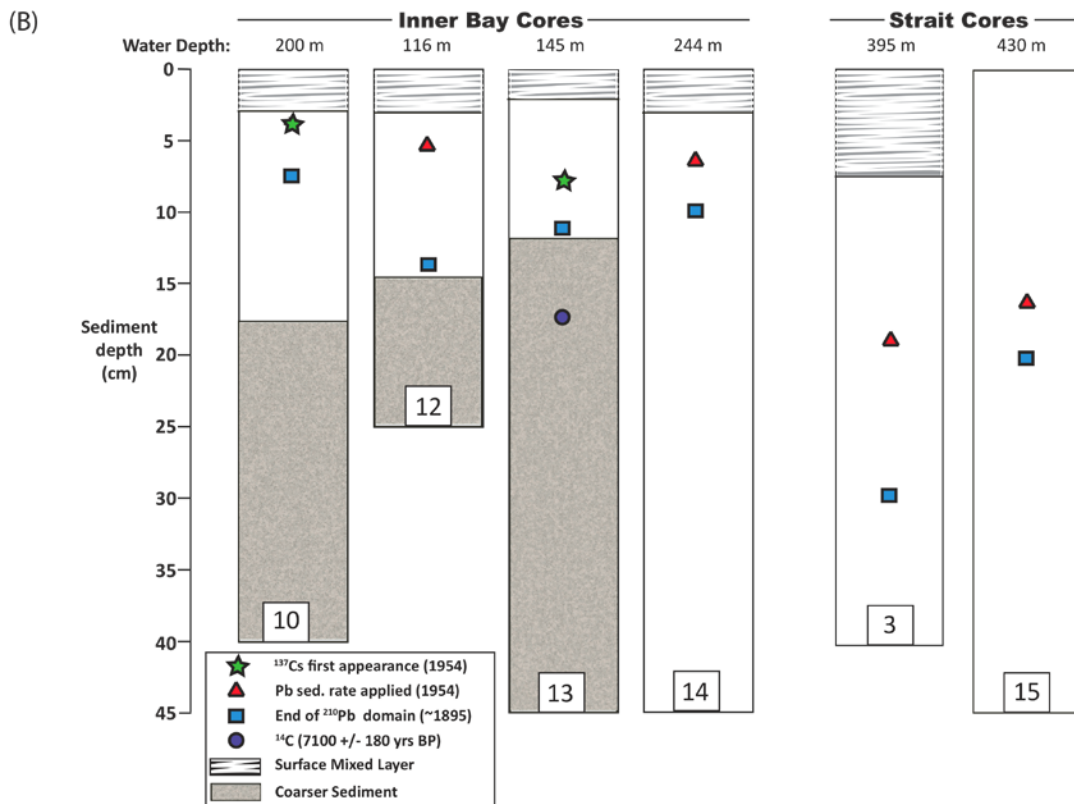 (B)
Inner Bay Cores
Strait Cores
Water Depth: 200 m 116 m 145 m 244 m 395 m 430 m
0
5
10
15
20
25
30
35
40
45
Sediment
depth
(cm)
10
12
13
14
3
15
¹³⁷Cs first appearance (1954)
Pb sed. rate applied (1954)
End of ²¹⁰Pb domain (~1895)
¹⁴C (7100 +/- 180 yrs BP)
Surface Mixed Layer
Coarser Sediment